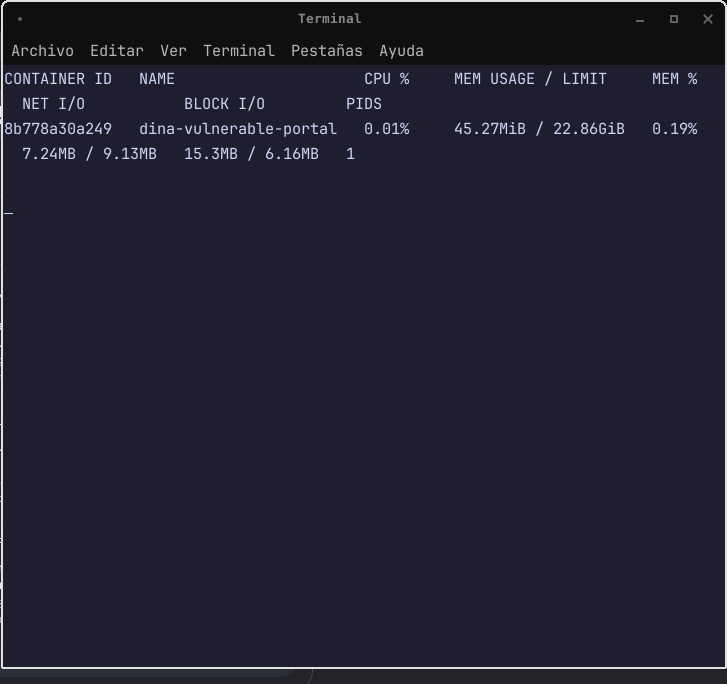 Terminal
Archivo Editar Ver Terminal Pestañas Ayuda
CONTAINER ID NAME CPU % MEM USAGE / LIMIT MEM %
NET I/O BLOCK I/O PIDS
8b778a30a249 dina-vulnerable-portal 0.01% 45.27MiB / 22.86GiB 0.19%
7.24MB / 9.13MB 15.3MB / 6.16MB 1